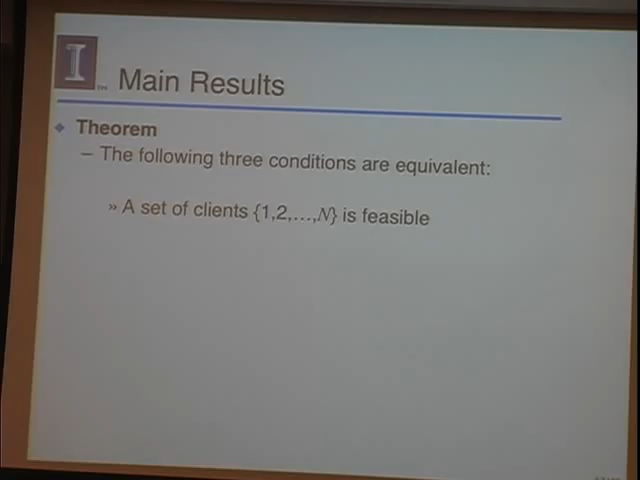 I
Main Results
Theorem
– The following three conditions are equivalent:
» A set of clients {1,2,...,N} is feasible